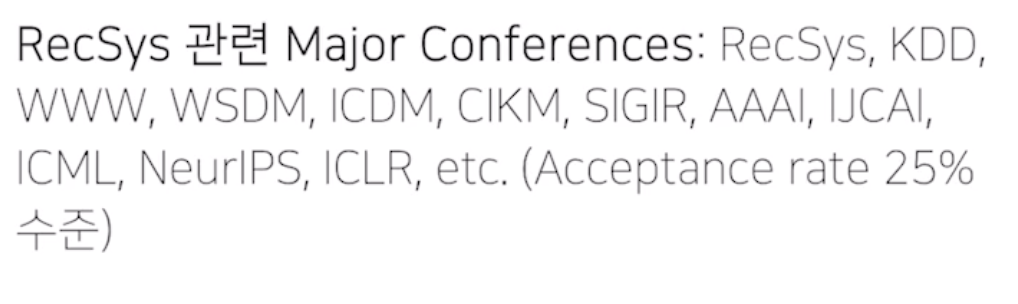 RecSys 관련 Major Conferences: RecSys, KDD,
WWW, WSDM, ICDM, CIKM, SIGIR, AAAI, IJCAI,
ICML, NeurIPS, ICLR, etc. (Acceptance rate 25%
수준)